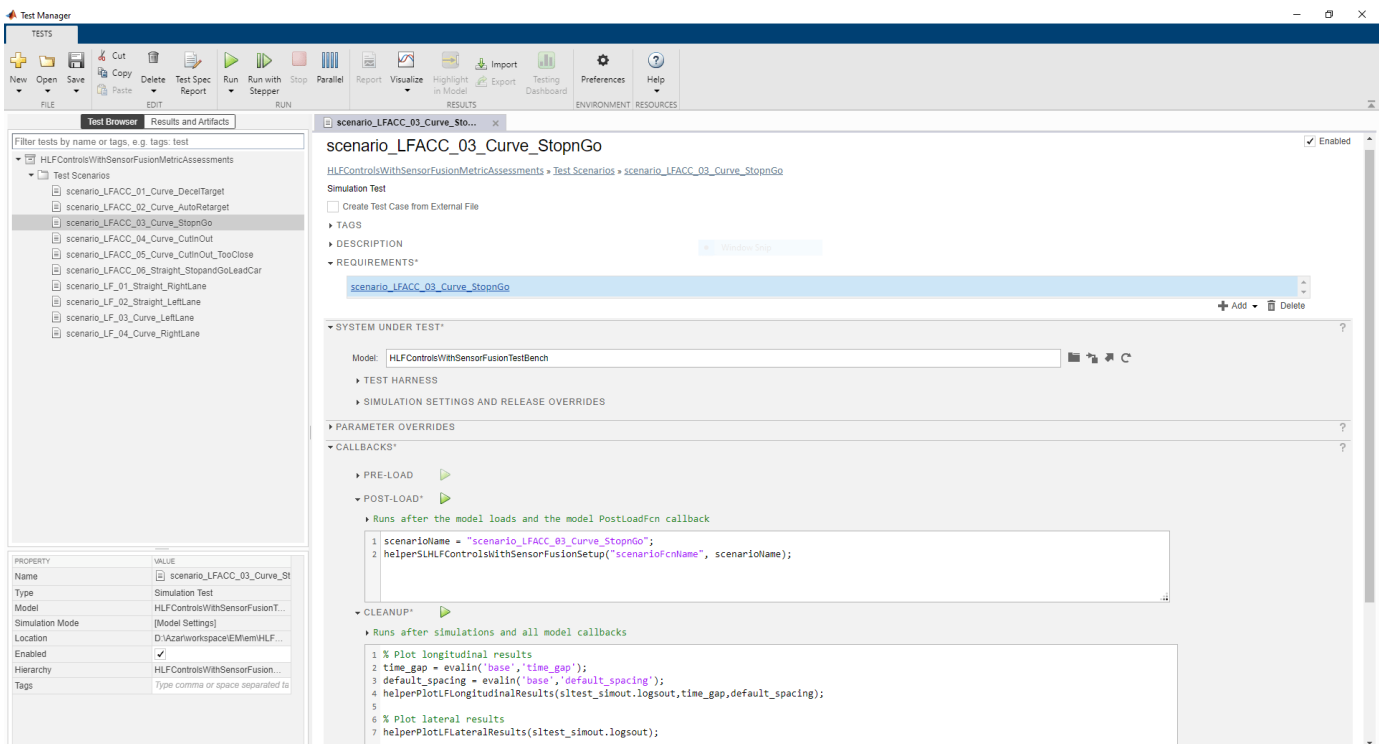 Test Manager
TESTS
New
Open
Save
Cut
Copy
Paste
Delete
Test Spec Report
Run
Run with Stepper
Stop
Parallel
Report
Visualize
Highlight in Model
Import
Export
Testing Dashboard
Preferences
Help
FILE
EDIT
RUN
RESULTS
ENVIRONMENT
RESOURCES
Test Browser
Results and Artifacts
Filter tests by name or tags, e.g. tags: test
HLFControlsWithSensorFusionMetricAssessments
Test Scenarios
scenario_LFACC_01_Curve_DecelTarget
scenario_LFACC_02_Curve_AutoRetarget
scenario_LFACC_03_Curve_StopnGo
scenario_LFACC_04_Curve_CutInOut
scenario_LFACC_05_Curve_CutInOut_TooClose
scenario_LFACC_06_Straight_StopandGoLeadCar
scenario_LF_01_Straight_RightLane
scenario_LF_02_Straight_LeftLane
scenario_LF_03_Curve_LeftLane
scenario_LF_04_Curve_RightLane
PROPERTY VALUE
Name scenario_LFACC_03_Curve_St
Type Simulation Test
Model HLFControlsWithSensorFusionT...
Simulation Mode [Model Settings]
Location D:\Azar\workspace\EM\em\HLF...
Enabled
Hierarchy HLFControlsWithSensorFusion...
Tags Type comma or space separated ta
scenario_LFACC_03_Curve_Sto... ×
scenario_LFACC_03_Curve_StopnGo
Enabled
HLFControlsWithSensorFusionMetricAssessments » Test Scenarios » scenario_LFACC_03_Curve_StopnGo
Simulation Test
Create Test Case from External File
TAGS
DESCRIPTION
REQUIREMENTS*
scenario_LFACC_03_Curve_StopnGo
Add
Delete
SYSTEM UNDER TEST* ?
Model: HLFControlsWithSensorFusionTestBench
TEST HARNESS
SIMULATION SETTINGS AND RELEASE OVERRIDES
PARAMETER OVERRIDES ?
CALLBACKS* ?
PRE-LOAD
POST-LOAD*
Runs after the model loads and the model PostLoadFcn callback
1 scenarioName = "scenario_LFACC_03_Curve_StopnGo";
2 helperSLHLFControlsWithSensorFusionSetup("scenarioFcnName", scenarioName);
CLEANUP*
Runs after simulations and all model callbacks
1 % Plot longitudinal results
2 time_gap = evalin('base','time_gap');
3 default_spacing = evalin('base','default_spacing');
4 helperPlotLFLongitudinalResults(sltest_simout.logsout,time_gap,default_spacing);
5
6 % Plot lateral results
7 helperPlotLFLateralResults(sltest_simout.logsout);